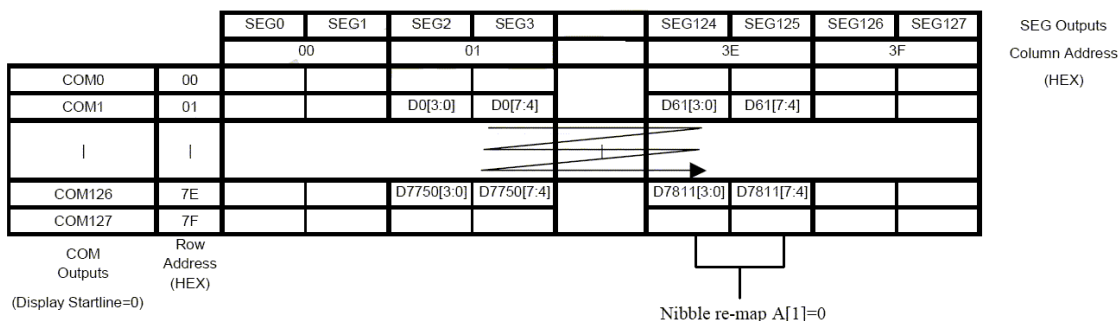 SEG0 SEG1 SEG2 SEG3 SEG124 SEG125 SEG126 SEG127 SEG Outputs
00 01 3E 3F Column Address
(HEX)
COM0 00
COM1 01 D0[3:0] D0[7:4] D61[3:0] D61[7:4]
| | |
COM126 7E D7750[3:0] D7750[7:4] D7811[3:0] D7811[7:4]
COM127 7F
COM
Outputs
(Display Startline=0)
Row
Address
(HEX)
Nibble re-map A[1]=0